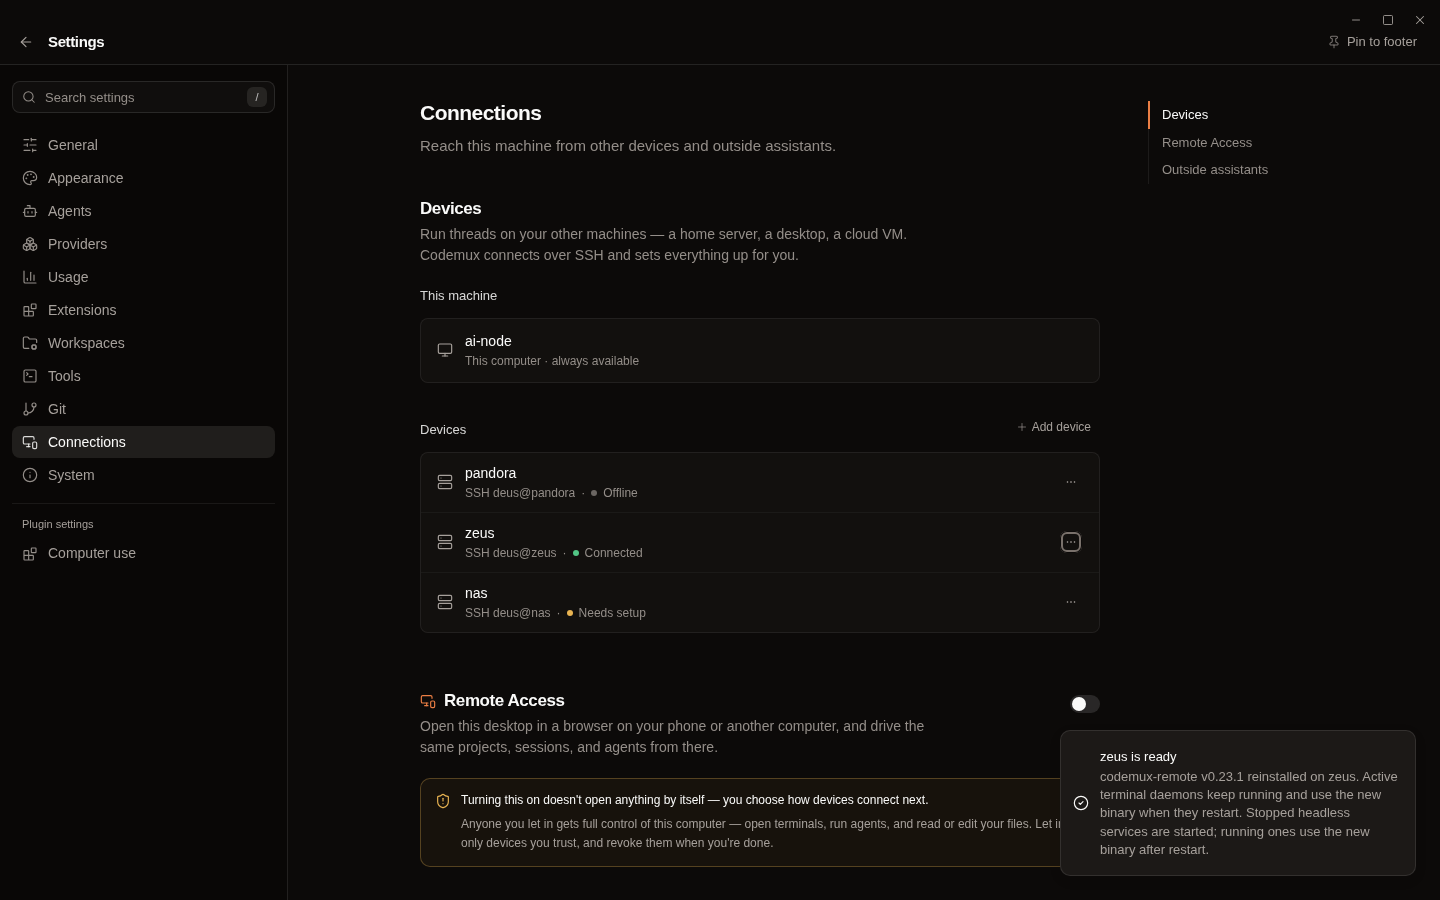 Settings
Pin to footer
Search settings
/
General
Appearance
Agents
Providers
Usage
Extensions
Workspaces
Tools
Git
Connections
System
Plugin settings
Computer use
Connections
Reach this machine from other devices and outside assistants.
Devices
Run threads on your other machines — a home server, a desktop, a cloud VM.
Codemux connects over SSH and sets everything up for you.
This machine
ai-node
This computer · always available
Devices
Add device
pandora
SSH deus@pandora · Offline
zeus
SSH deus@zeus · Connected
nas
SSH deus@nas · Needs setup
Remote Access
Open this desktop in a browser on your phone or another computer, and drive the
same projects, sessions, and agents from there.
Turning this on doesn't open anything by itself — you choose how devices connect next.
Anyone you let in gets full control of this computer — open terminals, run agents, and read or edit your files. Let
only devices you trust, and revoke them when you're done.
Devices
Remote Access
Outside assistants
zeus is ready
codemux-remote v0.23.1 reinstalled on zeus. Active
terminal daemons keep running and use the new
binary when they restart. Stopped headless
services are started; running ones use the new
binary after restart.